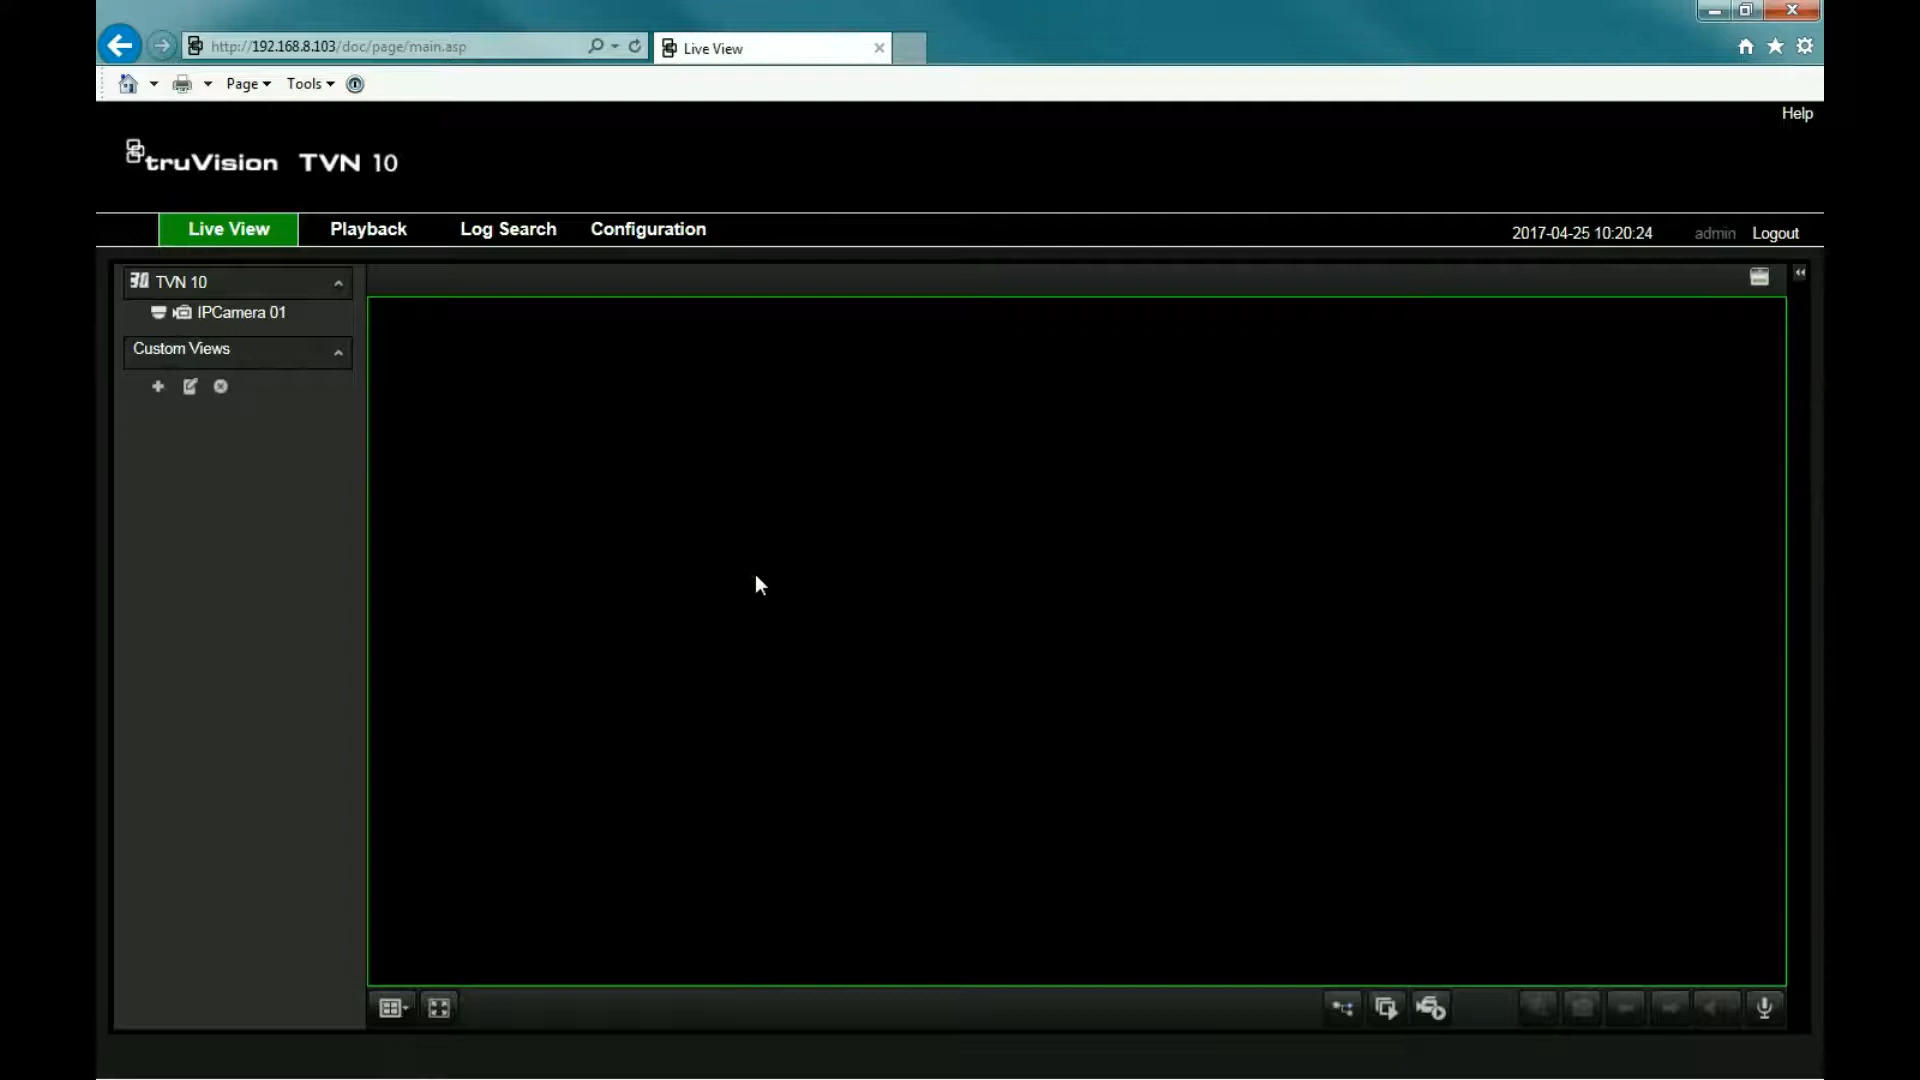 http://192.168.8.103/doc/page/main.asp
Live View
Page
Tools
Help
truVision TVN 10
Live View
Playback
Log Search
Configuration
2017-04-25 10:20:24
admin
Logout
TVN 10
IPCamera 01
Custom Views